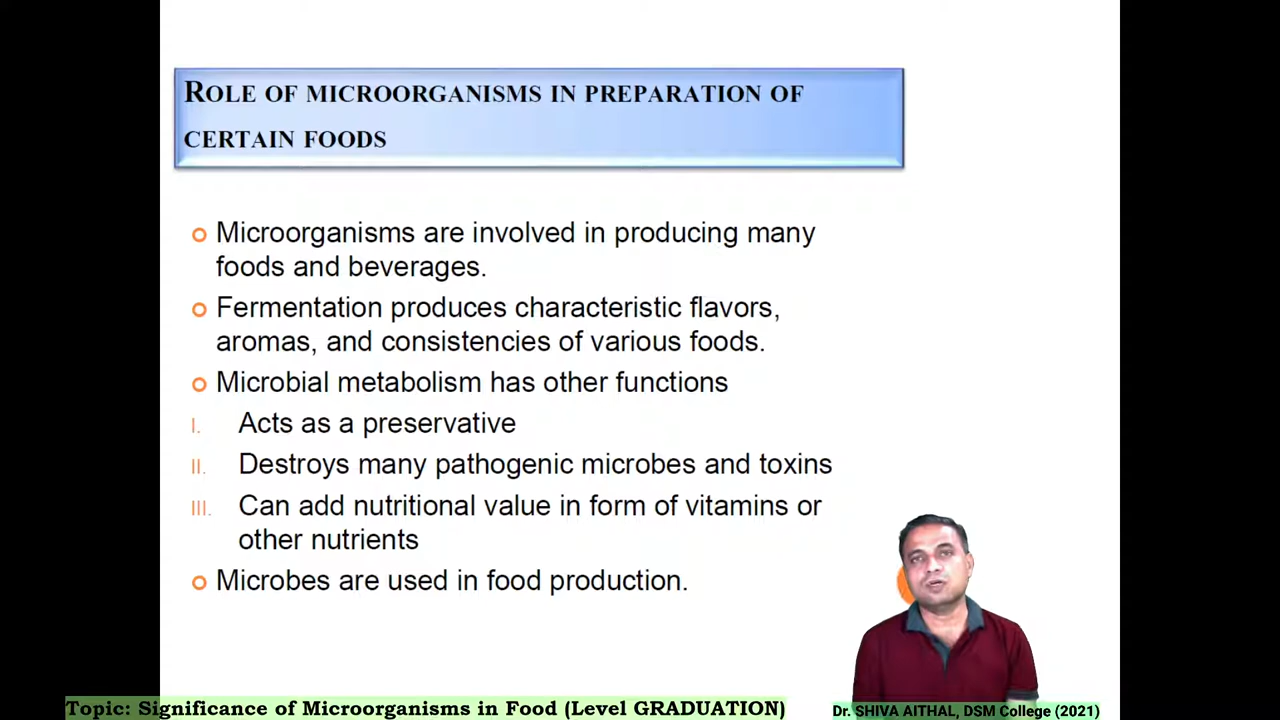 ROLE OF MICROORGANISMS IN PREPARATION OF
CERTAIN FOODS
Microorganisms are involved in producing many
foods and beverages.
Fermentation produces characteristic flavors,
aromas, and consistencies of various foods.
Microbial metabolism has other functions
I. Acts as a preservative
II. Destroys many pathogenic microbes and toxins
III. Can add nutritional value in form of vitamins or
other nutrients
Microbes are used in food production.
Topic: Significance of Microorganisms in Food (Level GRADUATION)
Dr. SHIVA AITHAL, DSM College (2021)